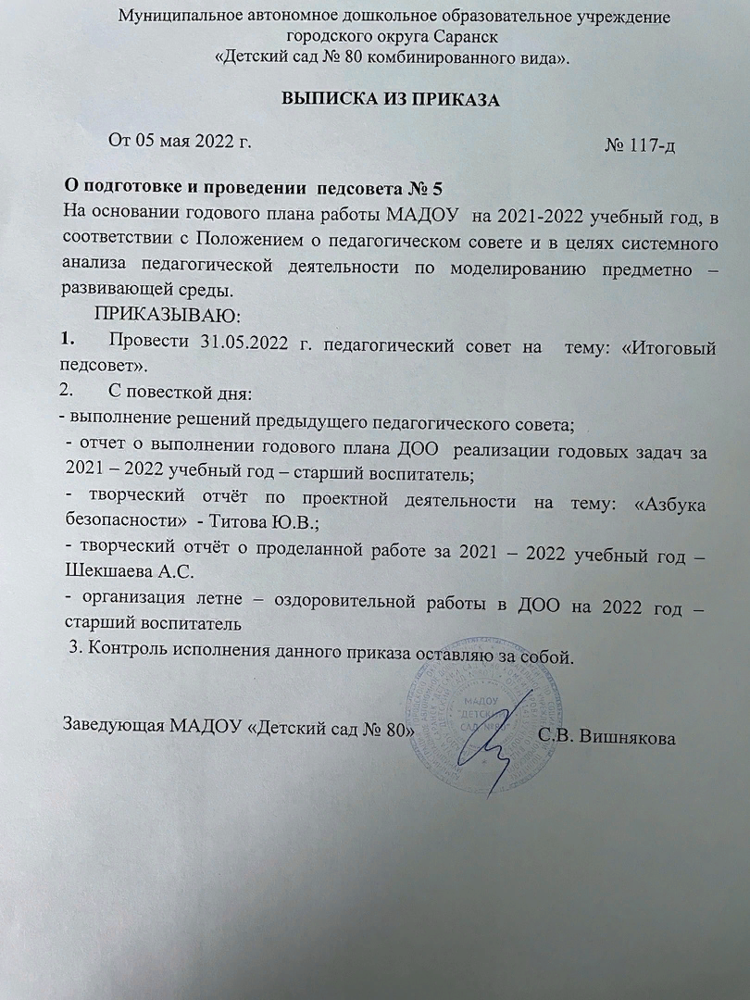 Муниципальное автономное дошкольное образовательное учреждение
городского округа Саранск
«Детский сад № 80 комбинированного вида».
ВЫПИСКА ИЗ ПРИКАЗА
От 05 мая 2022 г. № 117-д
О подготовке и проведении педсовета № 5
На основании годового плана работы МАДОУ на 2021-2022 учебный год, в
соответствии с Положением о педагогическом совете и в целях системного
анализа педагогической деятельности по моделированию предметно –
развивающей среды.
ПРИКАЗЫВАЮ:
1. Провести 31.05.2022 г. педагогический совет на тему: «Итоговый
педсовет».
2. С повесткой дня:
- выполнение решений предыдущего педагогического совета;
- отчет о выполнении годового плана ДОО реализации годовых задач за
2021 – 2022 учебный год – старший воспитатель;
- творческий отчёт по проектной деятельности на тему: «Азбука
безопасности» - Титова Ю.В.;
- творческий отчёт о проделанной работе за 2021 – 2022 учебный год –
Шекшаева А.С.
- организация летне – оздоровительной работы в ДОО на 2022 год –
старший воспитатель
3. Контроль исполнения данного приказа оставляю за собой.
МАДОУ
"ДЕТСКИЙ
САД №80"
Заведующая МАДОУ «Детский сад № 80» С.В. Вишнякова